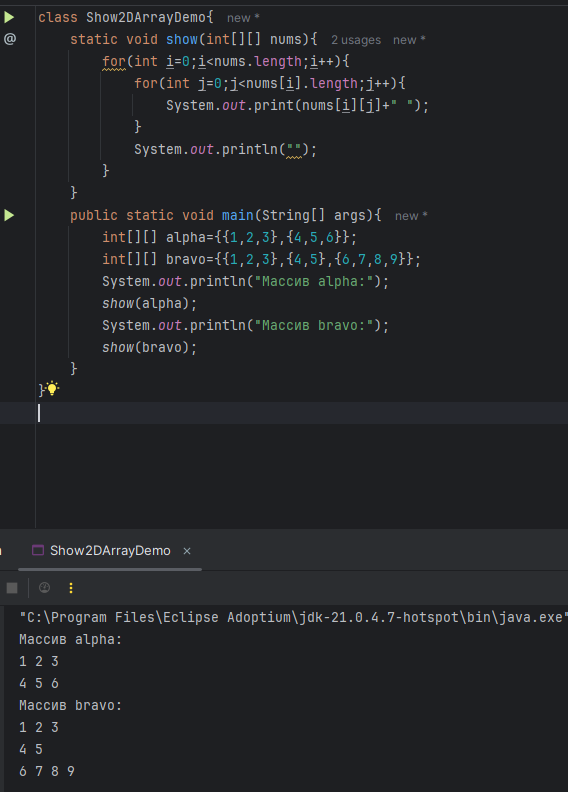 class Show2DArrayDemo{ new *
@ static void show(int[][] nums){ 2 usages new *
for(int i=0;i<nums.length;i++){
for(int j=0;j<nums[i].length;j++){
System.out.print(nums[i][j]+" ");
}
System.out.println("");
}
}
public static void main(String[] args){ new *
int[][] alpha={{1,2,3},{4,5,6}};
int[][] bravo={{1,2,3},{4,5},{6,7,8,9}};
System.out.println("Массив alpha:");
show(alpha);
System.out.println("Массив bravo:");
show(bravo);
}
}
Show2DArrayDemo ×
"C:\Program Files\Eclipse Adoptium\jdk-21.0.4.7-hotspot\bin\java.exe"
Массив alpha:
1 2 3
4 5 6
Массив bravo:
1 2 3
4 5
6 7 8 9